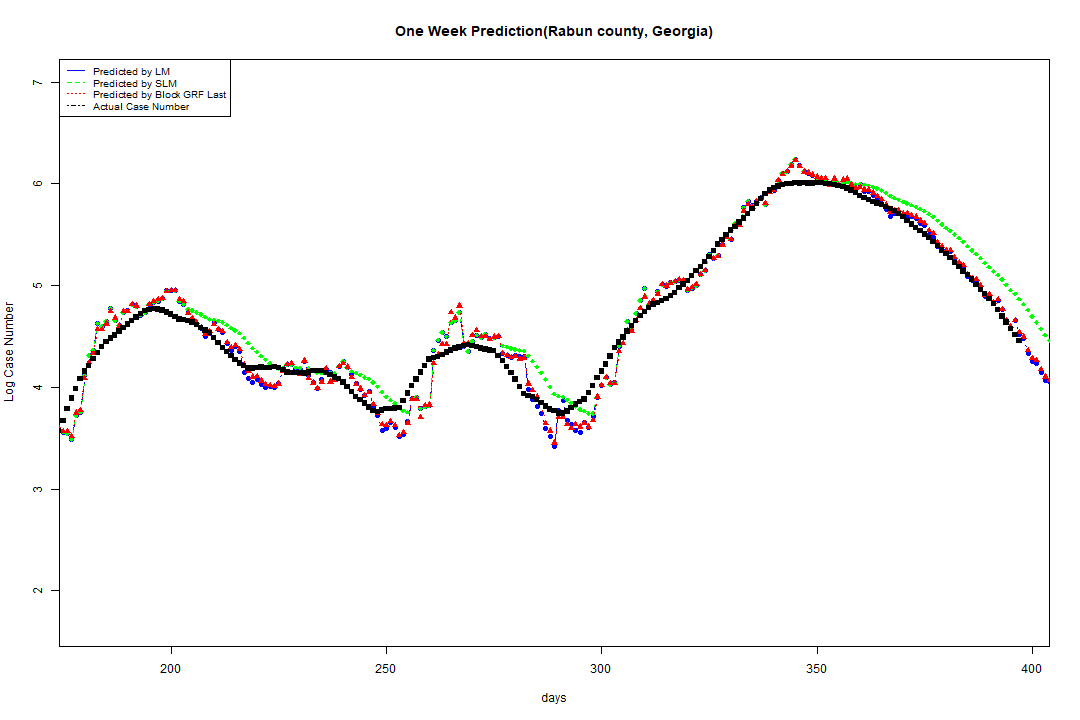 One Week Prediction(Rabun county, Georgia)
Predicted by LM
Predicted by SLM
Predicted by Block GRF Last
Actual Case Number
7
6
5
4
3
2
Log Case Number
200 250 300 350 400
days